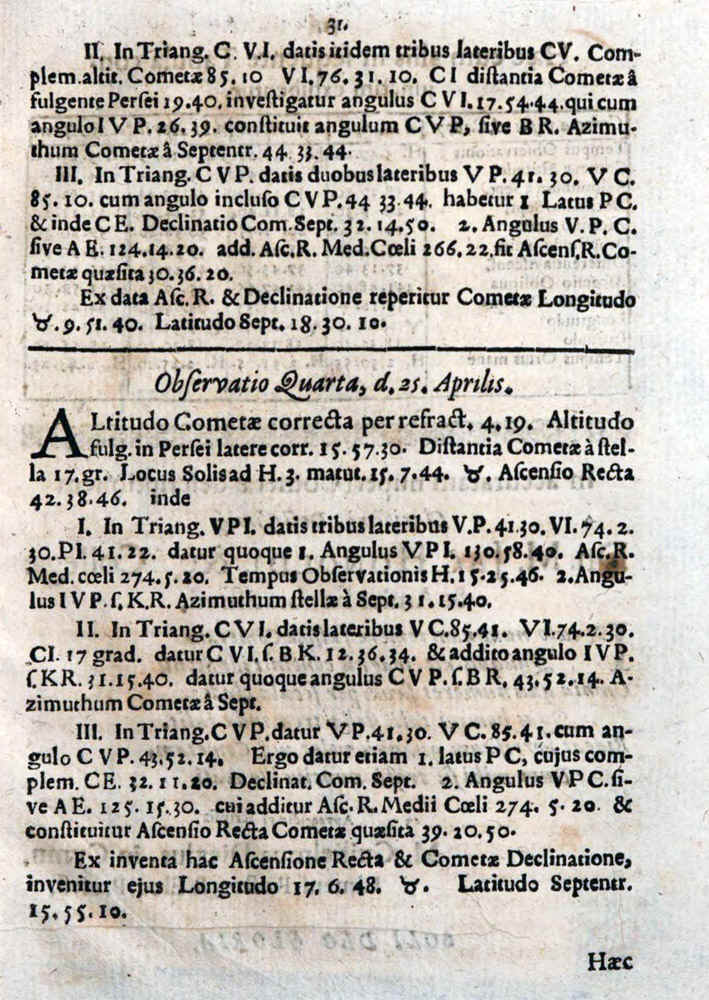 31.
II. In Triang. C. V.I. datis itidem tribus lateribus CV. Com-
plem.altit. Cometæ 85. 10 VI. 76. 31. 10. CI distantia Cometæ â
fulgente Persei 19.40. investigatur angulus C V I. 17. 54. 44. qui cum
angulo I V P. 26. 39. constituit angulum C V P, sive B R. Azimu-
thum Cometæ â Septentr. 44. 33. 44.
III. In Triang. C V P. datis duobus lateribus V P. 41. 30. V C.
85. 10. cum angulo incluso C V P. 44 33. 44. habetur 1 Latus P C.
& inde C E. Declinatio Com. Sept. 32. 14. 50. 2. Angulus V. P. C.
sive A E. 124. 14. 20. add. Asc. R. Med. Cœli 266. 22. fit Ascens. R. Co-
metæ quæsita 30. 36. 20.
Ex data Asc. R. & Declinatione reperitur Cometæ Longitudo
♉. 9. 51. 40. Latitudo Sept. 18. 30. 10.
Observatio Quarta, d. 25. Aprilis.
ALtitudo Cometæ correcta per refract. 4. 19. Altitudo
fulg. in Persei latere corr. 15. 57. 30. Distantia Cometæ à stel-
la 17. gr. Locus Solis ad H. 3. matut. 15. 7. 44. ♉. Ascensio Recta
42. 38. 46. inde
I. In Triang. VPI. datis tribus lateribus V.P. 41.30. VI. 74. 2.
30. PI. 41. 22. datur quoque 1. Angulus V P I. 130. 58. 40. Asc. R.
Med. cœli 274. 5. 20. Tempus Observationis H. 15. 25. 46. 2. Angu-
lus I V P. s. K.R. Azimuthum stellæ à Sept. 31. 15. 40.
II. In Triang. C V I. datis lateribus V C. 85. 41. VI. 74. 2. 30.
CI. 17 grad. datur C V I. s. B K. 12. 36. 34. & addito angulo I V P.
s. K R. 31. 15. 40. datur quoque angulus C V P. s. B R. 43. 52. 14. A-
zimuthum Cometæ â Sept.
III. In Triang. C V P. datur V P. 41. 30. V C. 85. 41. cum an-
gulo C V P. 43. 52. 14. Ergo datur etiam 1. latus P C, cujus com-
plem. CE. 32. 11. 20. Declinat. Com. Sept. 2. Angulus V P C. si-
ve A E. 125. 15. 30. cui additur Asc. R. Medii Cœli 274. 5. 20. &
constituitur Ascensio Recta Cometæ quæsita 39. 20. 50.
Ex inventa hac Ascensione Recta & Cometæ Declinatione,
invenitur ejus Longitudo 17. 6. 48. ♉. Latitudo Septentr.
15. 55. 10.
Hæc